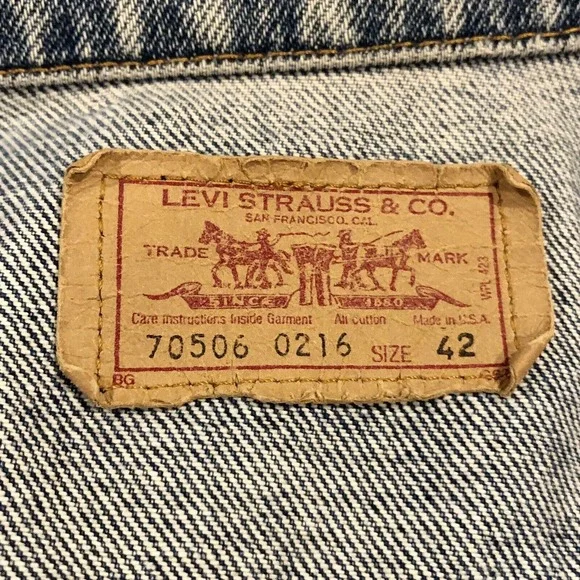 LEVI STRAUSS & CO.
SAN FRANCISCO, CAL.
TRADE MARK
SINCE 1850
WPL 423
Care Instructions Inside Garment All Cotton Made in U.S.A.
70506 0216 SIZE 42
BG